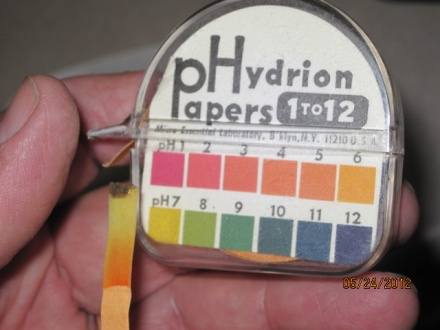 pHydrion
Papers 1 TO 12
Micro Essential Laboratory, B'klyn, N.Y. 11210 U.S.A.
pH 1 2 3 4 5 6
pH 7 8 9 10 11 12
05/24/2012